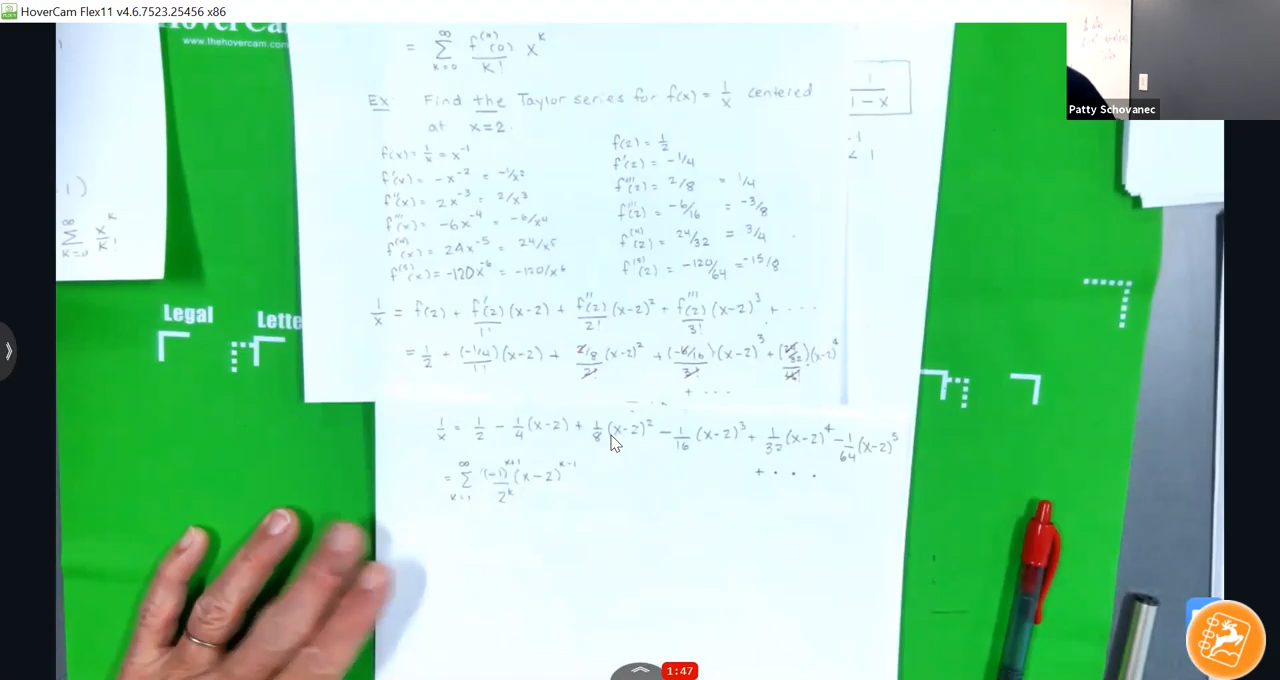 HoverCam Flex11 v4.6.7523.25456 x86
HoverCam
www.thehovercam.com
= ∞ Σ k=0 f^(k)(0)/k! x^k
Ex: Find the Taylor series for f(x) = 1/x centered
at x=2.
1/(1-x)
< 1
Patty Schovanec
f(x) = 1/x = x^-1
f(2) = 1/2
f'(x) = -x^-2 = -1/x^2
f'(2) = -1/4
f''(x) = 2x^-3 = 2/x^3
f''(2) = 2/8 = 1/4
f'''(x) = -6x^-4 = -6/x^4
f'''(2) = -6/16 = -3/8
f^(4)(x) = 24x^-5 = 24/x^5
f^(4)(2) = 24/32 = 3/4
f^(5)(x) = -120x^-6 = -120/x^6
f^(5)(2) = -120/64 = -15/8
∞ Σ k=0 x^k/k!
Legal
Lette
1/x = f(2) + f'(2)/1! (x-2) + f''(2)/2! (x-2)^2 + f'''(2)/3! (x-2)^3 + ....
= 1/2 + (-1/4)/1! (x-2) + 2/8/2! (x-2)^2 + (-6/16)/3! (x-2)^3 + (24/32)/4! (x-2)^4
+ ...
1/x = 1/2 - 1/4 (x-2) + 1/8 (x-2)^2 - 1/16 (x-2)^3 + 1/32 (x-2)^4 - 1/64 (x-2)^5
+ . . .
= ∞ Σ k=1 (-1)^(k+1)/2^k (x-2)^(k-1)
1:47